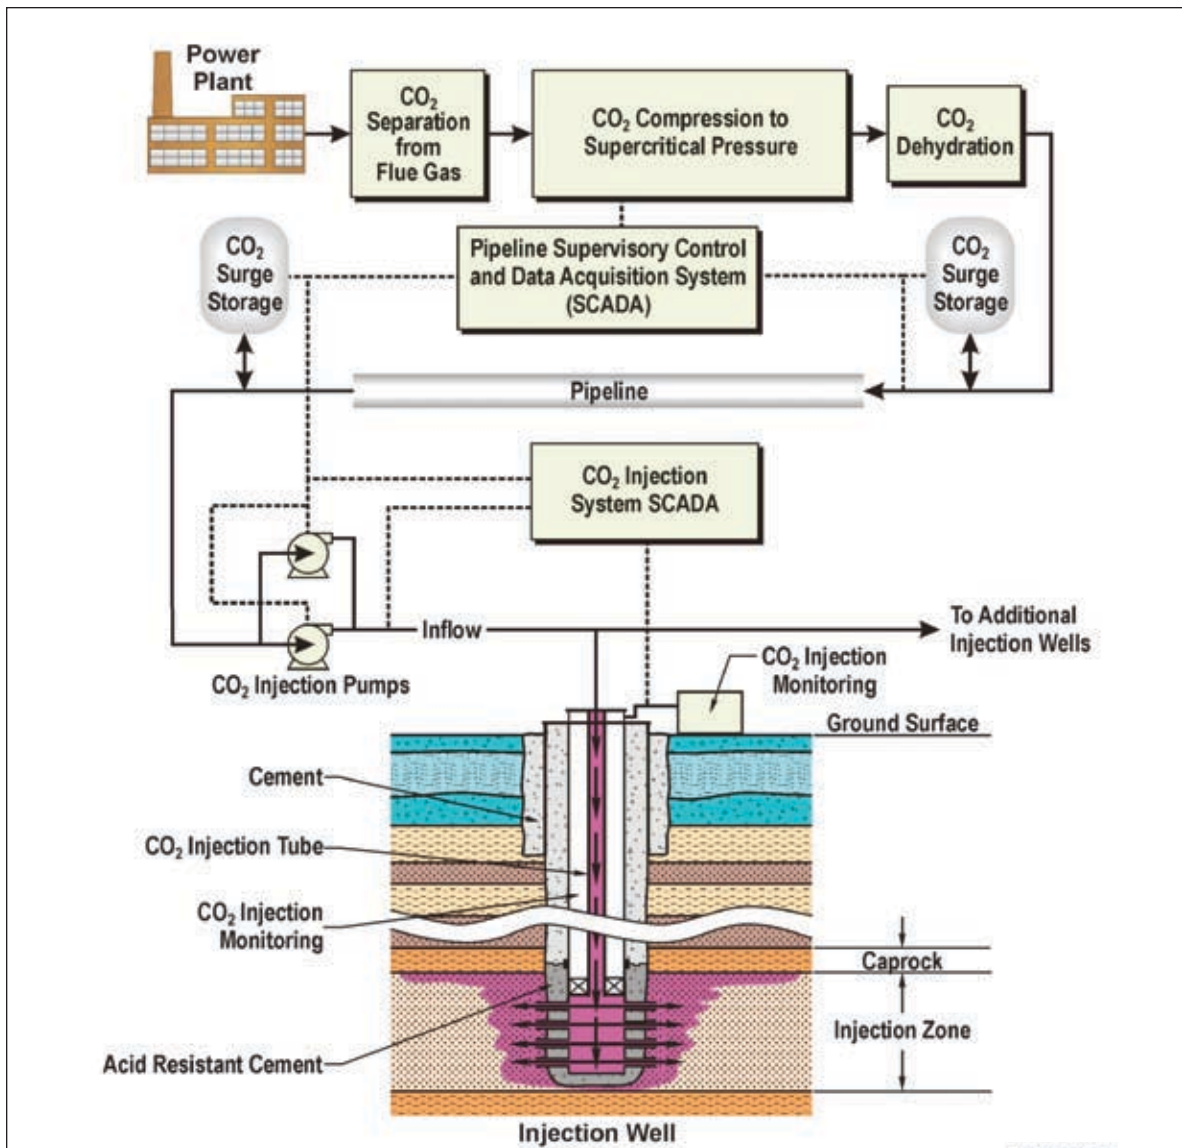 Power
Plant
CO₂
Separation
from
Flue Gas
CO₂ Compression to
Supercritical Pressure
CO₂
Dehydration
CO₂
Surge
Storage
Pipeline Supervisory Control
and Data Acquisition System
(SCADA)
CO₂
Surge
Storage
Pipeline
CO₂ Injection
System SCADA
Inflow
To Additional
Injection Wells
CO₂ Injection Pumps
CO₂ Injection
Monitoring
Ground Surface
Cement
CO₂ Injection Tube
CO₂ Injection
Monitoring
Caprock
Injection Zone
Acid Resistant Cement
Injection Well